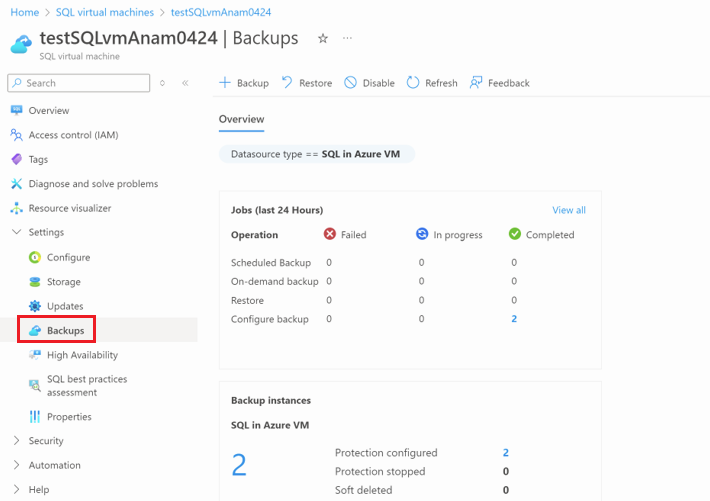 Home > SQL virtual machines > testSQLvmAnam0424
testSQLvmAnam0424 | Backups ☆ ...
SQL virtual machine
Search
«
+ Backup Restore Disable Refresh Feedback
Overview
Access control (IAM)
Tags
Diagnose and solve problems
Resource visualizer
Settings
Configure
Storage
Updates
Backups
High Availability
SQL best practices
assessment
Properties
Security
Automation
Help
Overview
Datasource type == SQL in Azure VM
Jobs (last 24 Hours) View all
Operation Failed In progress Completed
Scheduled Backup 0 0 0
On-demand backup 0 0 0
Restore 0 0 0
Configure backup 0 0 2
Backup instances
SQL in Azure VM
2
Protection configured 2
Protection stopped 0
Soft deleted 0